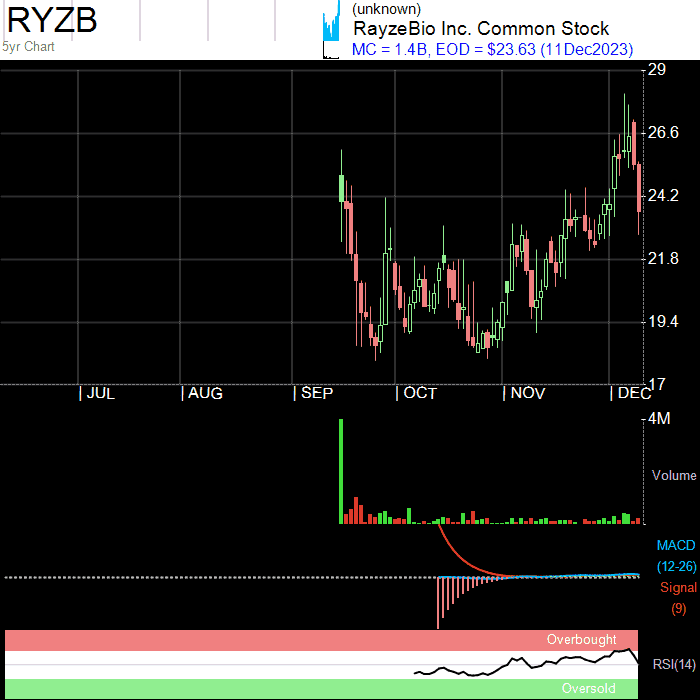 RYZB
5yr Chart
(unknown)
RayzeBio Inc. Common Stock
MC = 1.4B, EOD = $23.63 (11Dec2023)
29
26.6
24.2
21.8
19.4
17
JUL
AUG
SEP
OCT
NOV
DEC
4M
Volume
MACD
(12-26)
Signal
(9)
Overbought
RSI(14)
Oversold